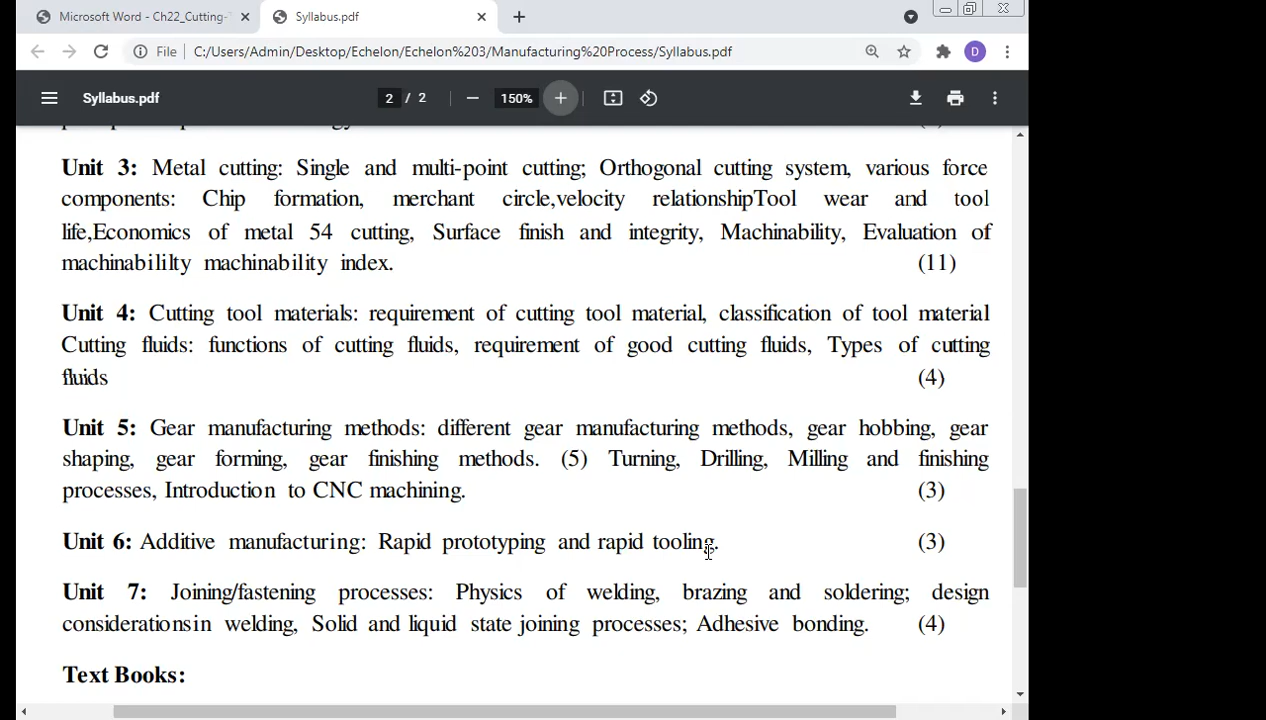 Microsoft Word - Ch22_Cutting-
Syllabus.pdf
File
C:/Users/Admin/Desktop/Echelon/Echelon%203/Manufacturing%20Process/Syllabus.pdf
D
Syllabus.pdf
2 / 2
150%
Unit 3: Metal cutting: Single and multi-point cutting; Orthogonal cutting system, various force
components: Chip formation, merchant circle,velocity relationshipTool wear and tool
life,Economics of metal 54 cutting, Surface finish and integrity, Machinability, Evaluation of
machinabililty machinability index. (11)
Unit 4: Cutting tool materials: requirement of cutting tool material, classification of tool material
Cutting fluids: functions of cutting fluids, requirement of good cutting fluids, Types of cutting
fluids (4)
Unit 5: Gear manufacturing methods: different gear manufacturing methods, gear hobbing, gear
shaping, gear forming, gear finishing methods. (5) Turning, Drilling, Milling and finishing
processes, Introduction to CNC machining. (3)
Unit 6: Additive manufacturing: Rapid prototyping and rapid tooling. (3)
Unit 7: Joining/fastening processes: Physics of welding, brazing and soldering; design
considerationsin welding, Solid and liquid state joining processes; Adhesive bonding. (4)
Text Books: